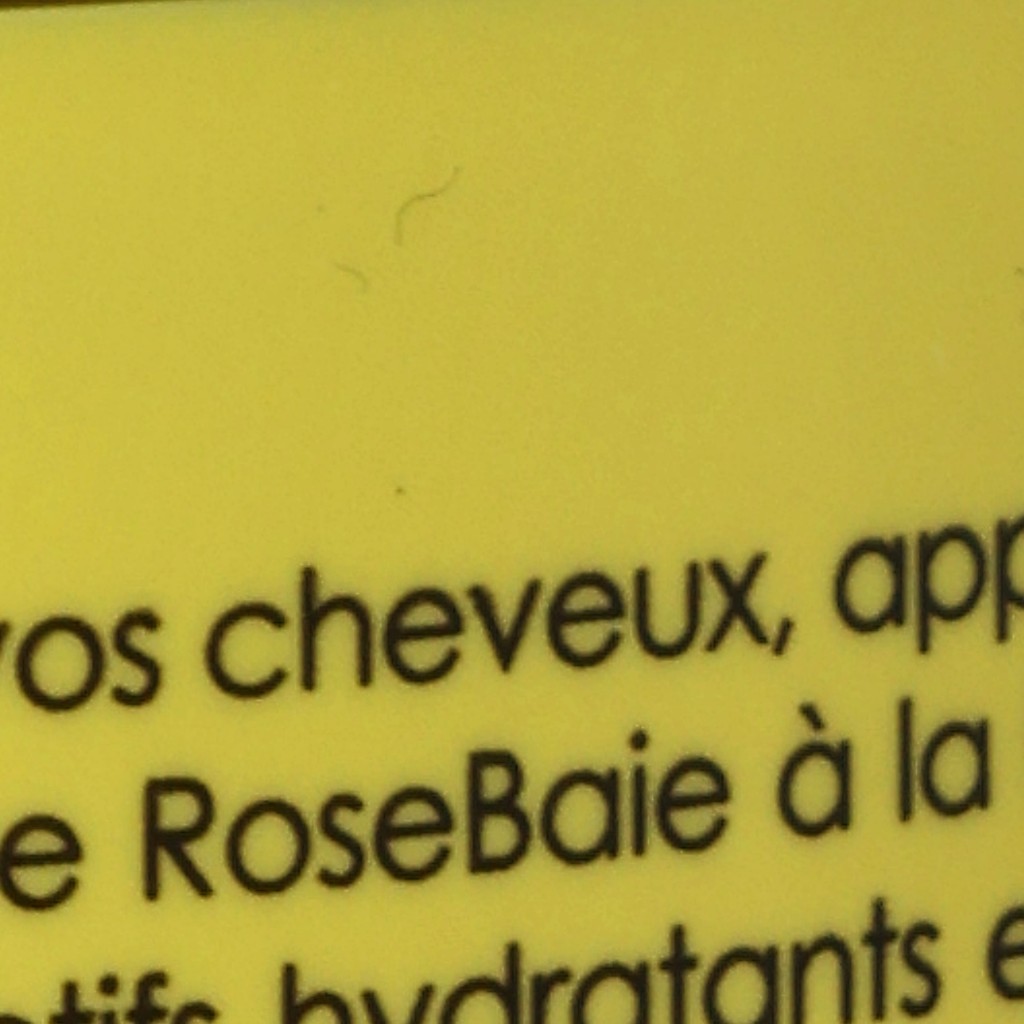 vos cheveux, app
e RoseBaie à la
hydratants e